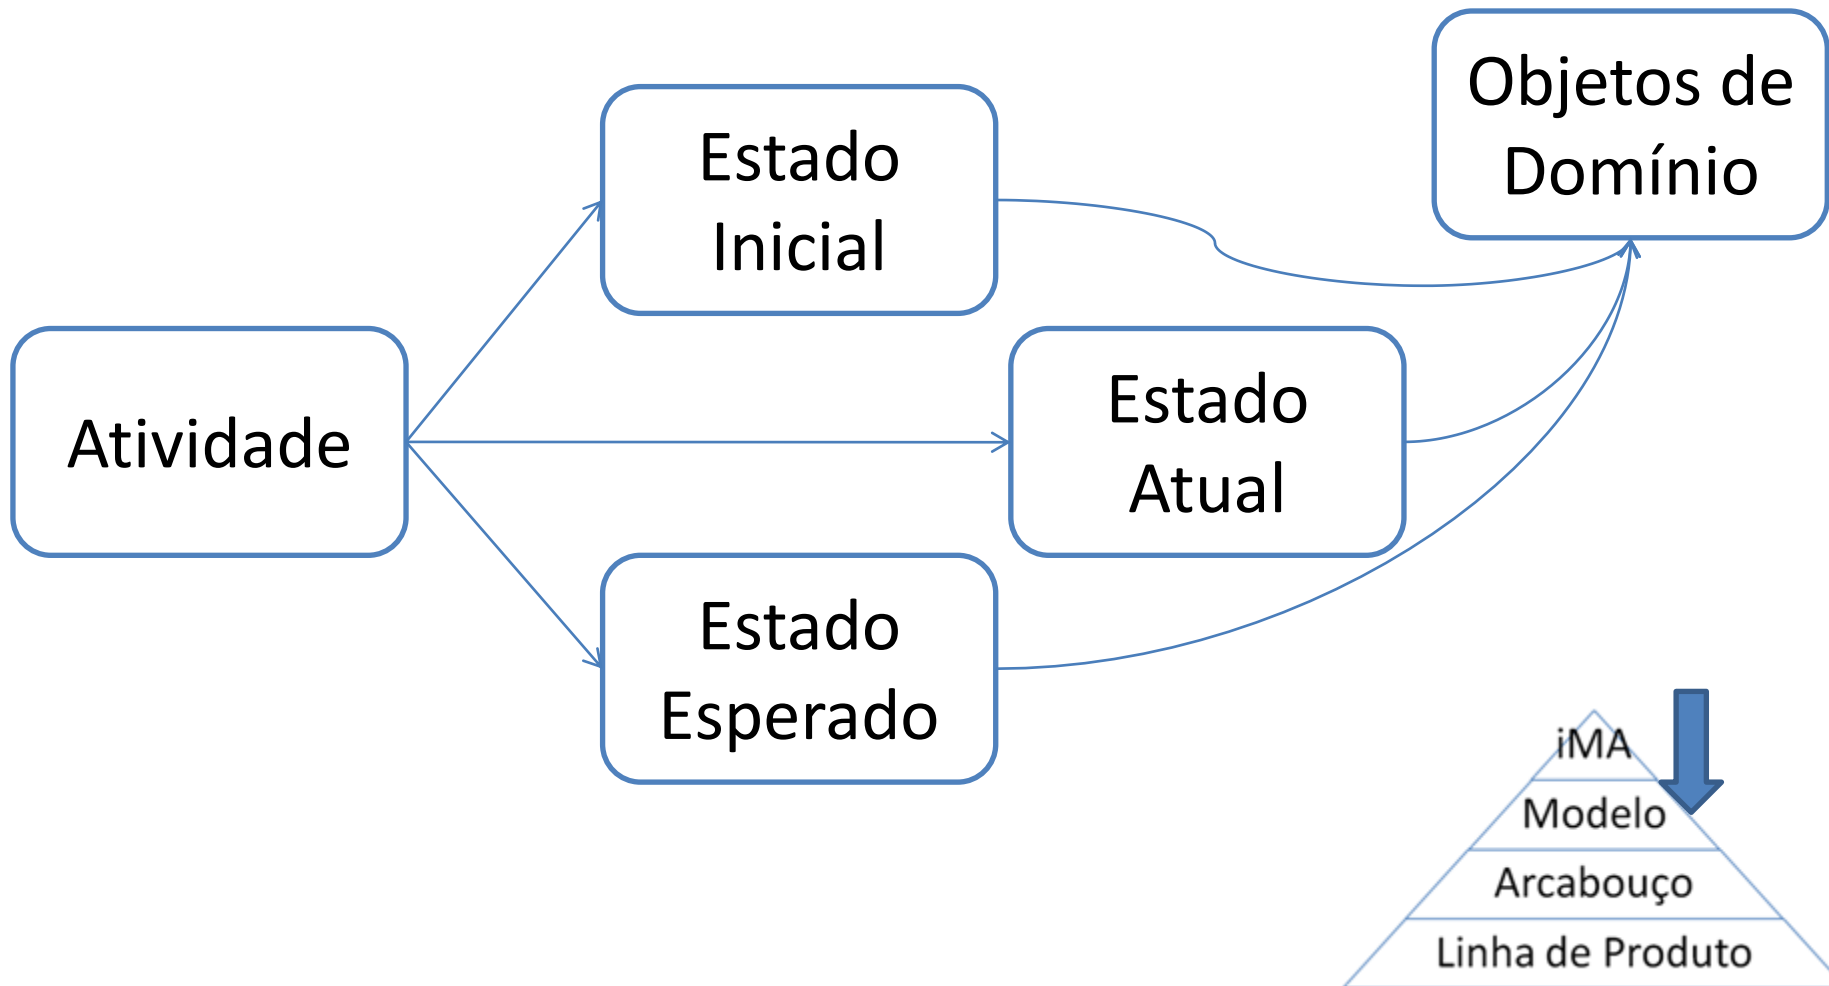 Objetos de
Domínio
Estado
Inicial
Atividade
Estado
Atual
Estado
Esperado
iMA
Modelo
Arcabouço
Linha de Produto